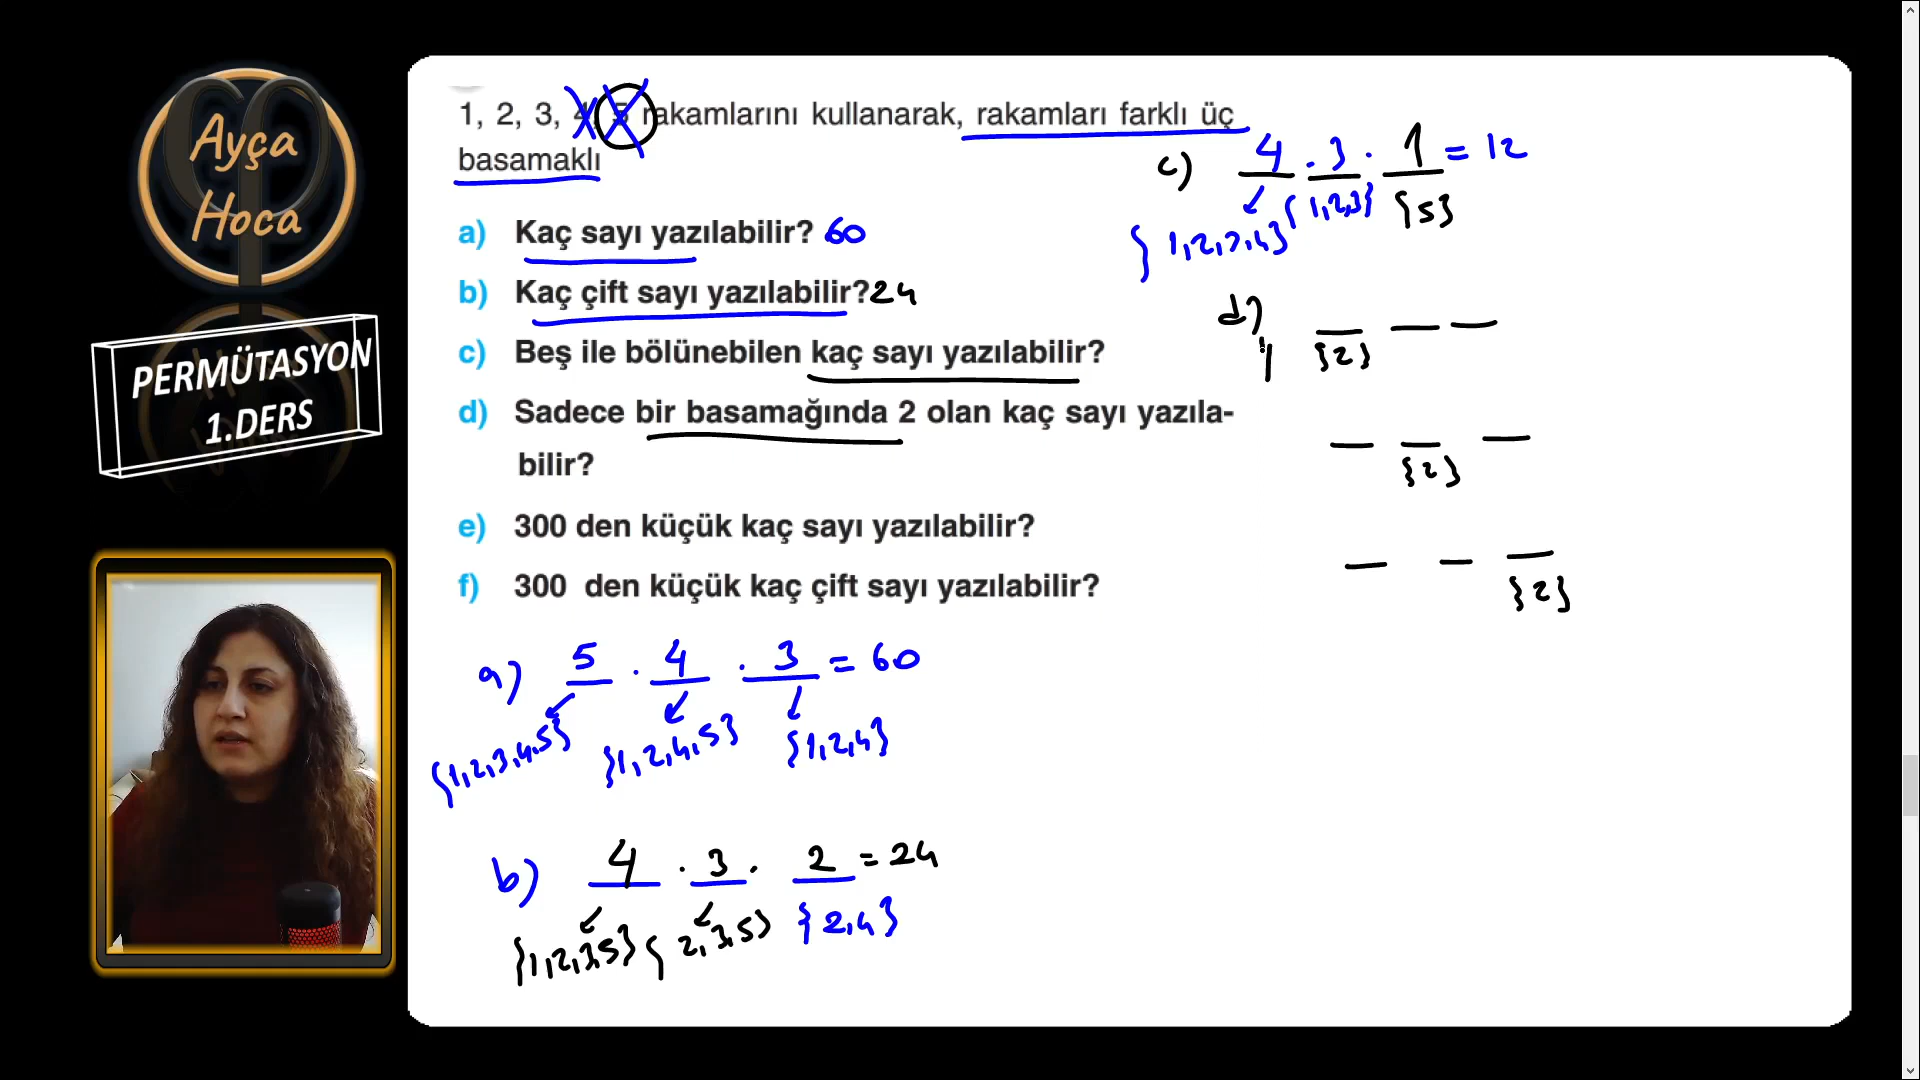 Ayça
Hoca
PERMÜTASYON
1.DERS
1, 2, 3, 4, 5 rakamlarını kullanarak, rakamları farklı üç
basamaklı
a) Kaç sayı yazılabilir? 60
b) Kaç çift sayı yazılabilir? 24
c) Beş ile bölünebilen kaç sayı yazılabilir?
d) Sadece bir basamağında 2 olan kaç sayı yazıla-
bilir?
e) 300 den küçük kaç sayı yazılabilir?
f) 300 den küçük kaç çift sayı yazılabilir?
a) 5 . 4 . 3 = 60
{1,2,3,4,5} {1,2,4,5} {1,2,4}
b) 4 . 3 . 2 = 24
{1,2,3,5} {2,3,5} {2,4}
c) 4 . 3 . 1 = 12
{1,2,3,4} {1,2,3} {5}
d)
{2}
{2}
{2}